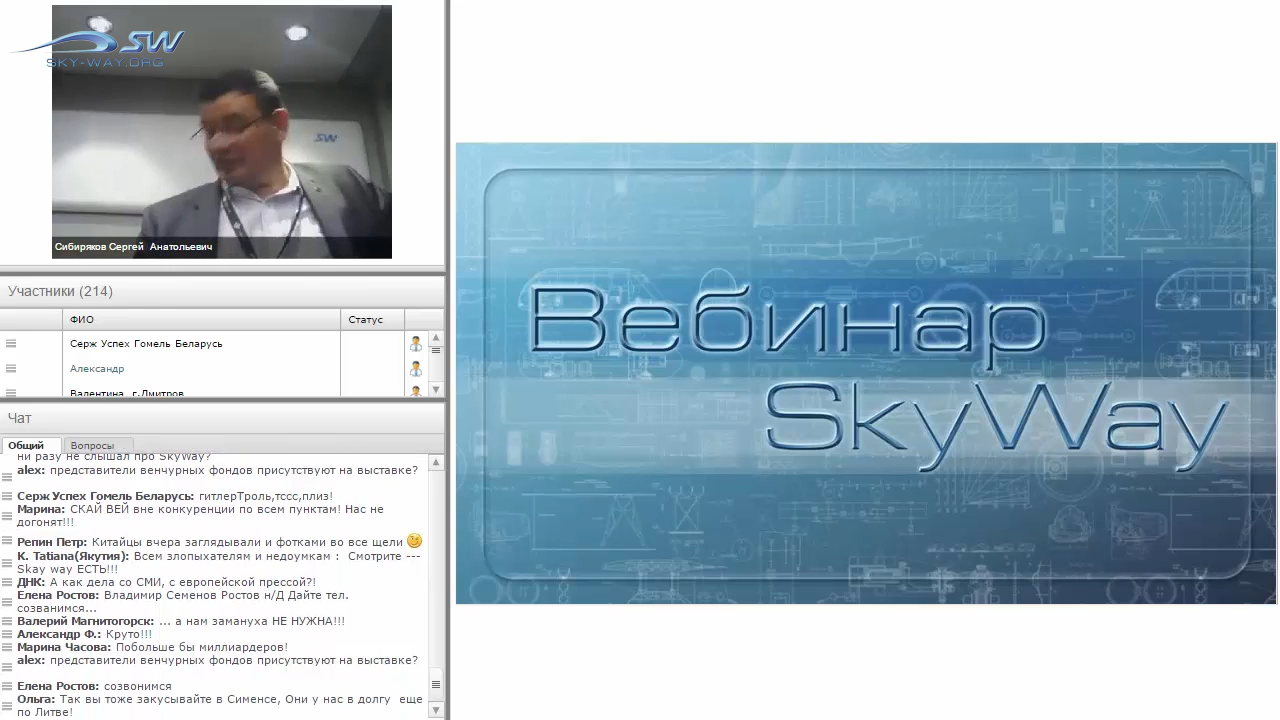 SW
SKY-WAY.ORG
SW
Сибиряков Сергей Анатольевич
Участники (214)
ФИО Статус
Серж Успех Гомель Беларусь
Александр
Валентина г.Дмитров
Чат
Общий Вопросы
ни разу не слышал про SkyWay?
alex: представители венчурных фондов присутствуют на выставке?
Серж Успех Гомель Беларусь: гитлерТроль,тссс,плиз!
Марина: СКАЙ ВЕЙ вне конкуренции по всем пунктам! Нас не
догонят!!!
Репин Петр: Китайцы вчера заглядывали и фотками во все щели
K. Tatiana(Якутия): Всем злопыхателям и недоумкам : Смотрите ---
Skay way ЕСТЬ!!!
ДНК: А как дела со СМИ, с европейской прессой?!
Елена Ростов: Владимир Семенов Ростов н/Д Дайте тел.
созванимся...
Валерий Магнитогорск: ... а нам замануха НЕ НУЖНА!!!
Александр Ф.: Круто!!!
Марина Часова: Побольше бы миллиардеров!
alex: представители венчурных фондов присутствуют на выставке?
Елена Ростов: созвонимся
Ольга: Так вы тоже закусывайте в Сименсе, Они у нас в долгу еще
по Литве!
Вебинар
SkyWay